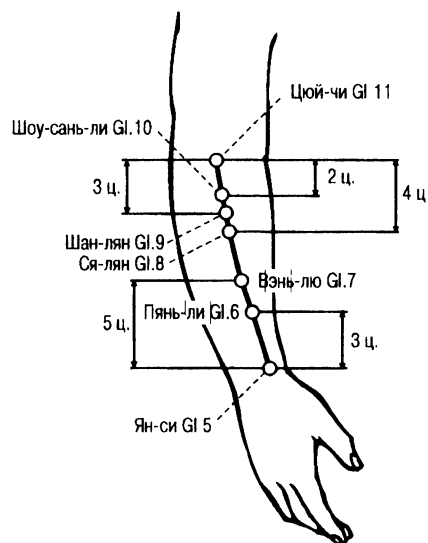 Цюй-чи GI 11
Шоу-сань-ли GI.10
2 ц.
3 ц.
4 ц
Шан-лян GI.9
Ся-лян GI.8
Вэнь-лю GI.7
Пянь-ли GI.6
5 ц.
3 ц.
Ян-си GI 5